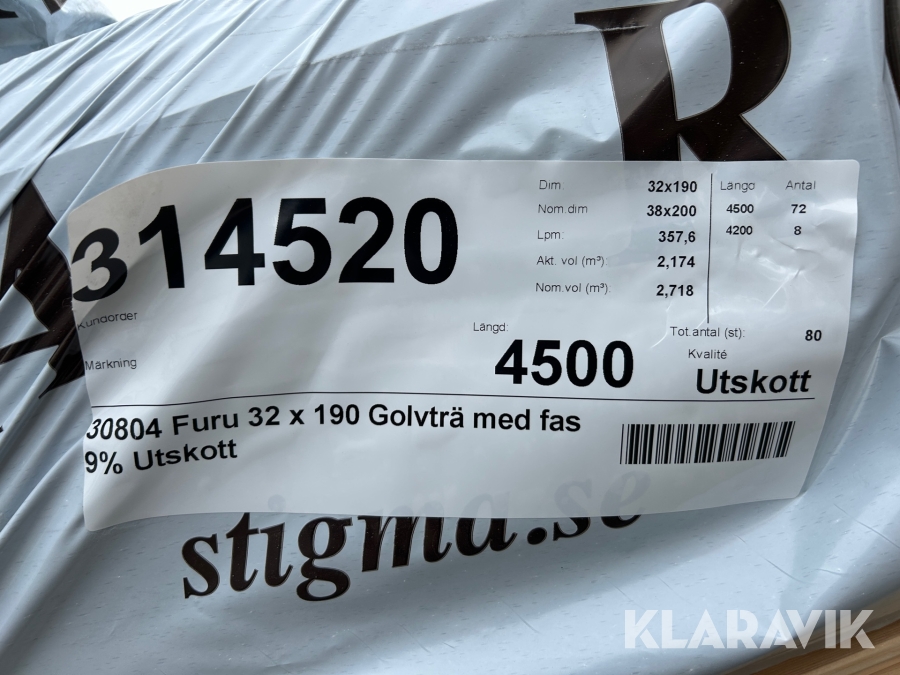 R
314520
Dim 32x190
Nom.dim 38x200
Lpm: 357,6
Akt. vol (m³): 2,174
Nom.vol (m³): 2,718
Längd Antal
4500 72
4200 8
Kundorder
Märkning
Längd:
4500
Tot.antal (st): 80
Kvalité
Utskott
30804 Furu 32 x 190 Golvträ med fas
9% Utskott
stigma.se
KLARAVIK